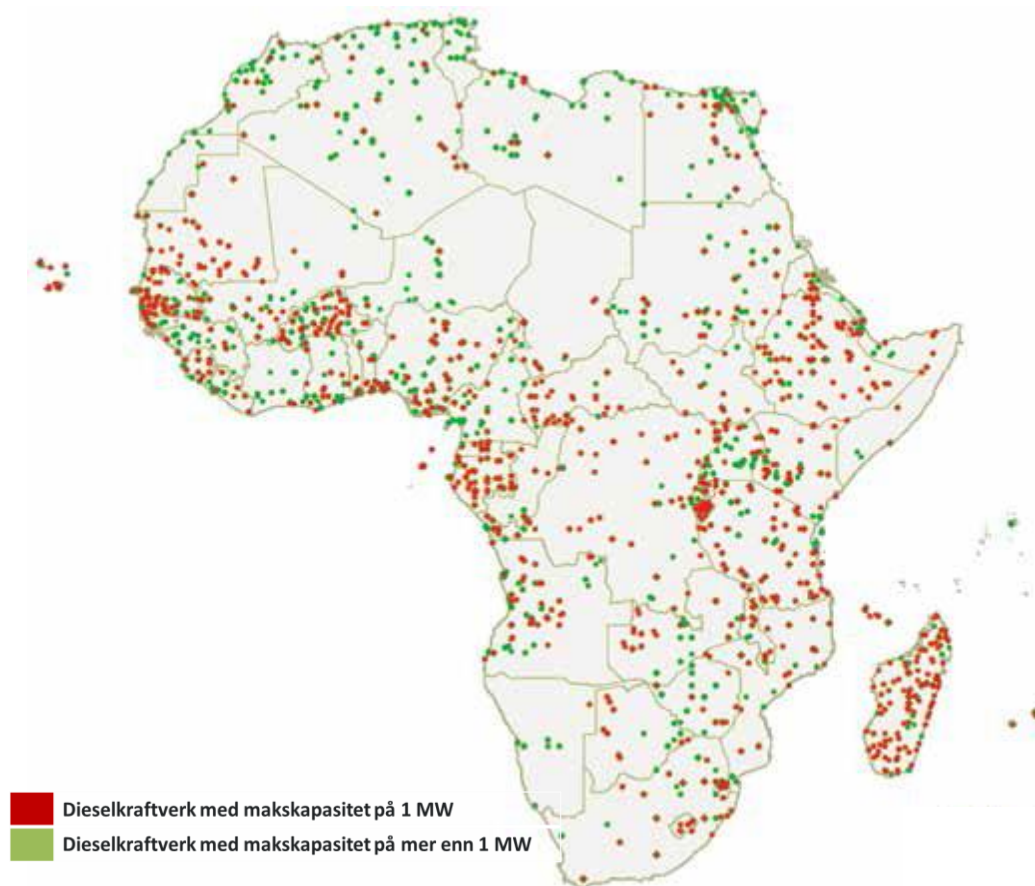 Dieselkraftverk med makskapasitet på 1 MW
Dieselkraftverk med makskapasitet på mer enn 1 MW